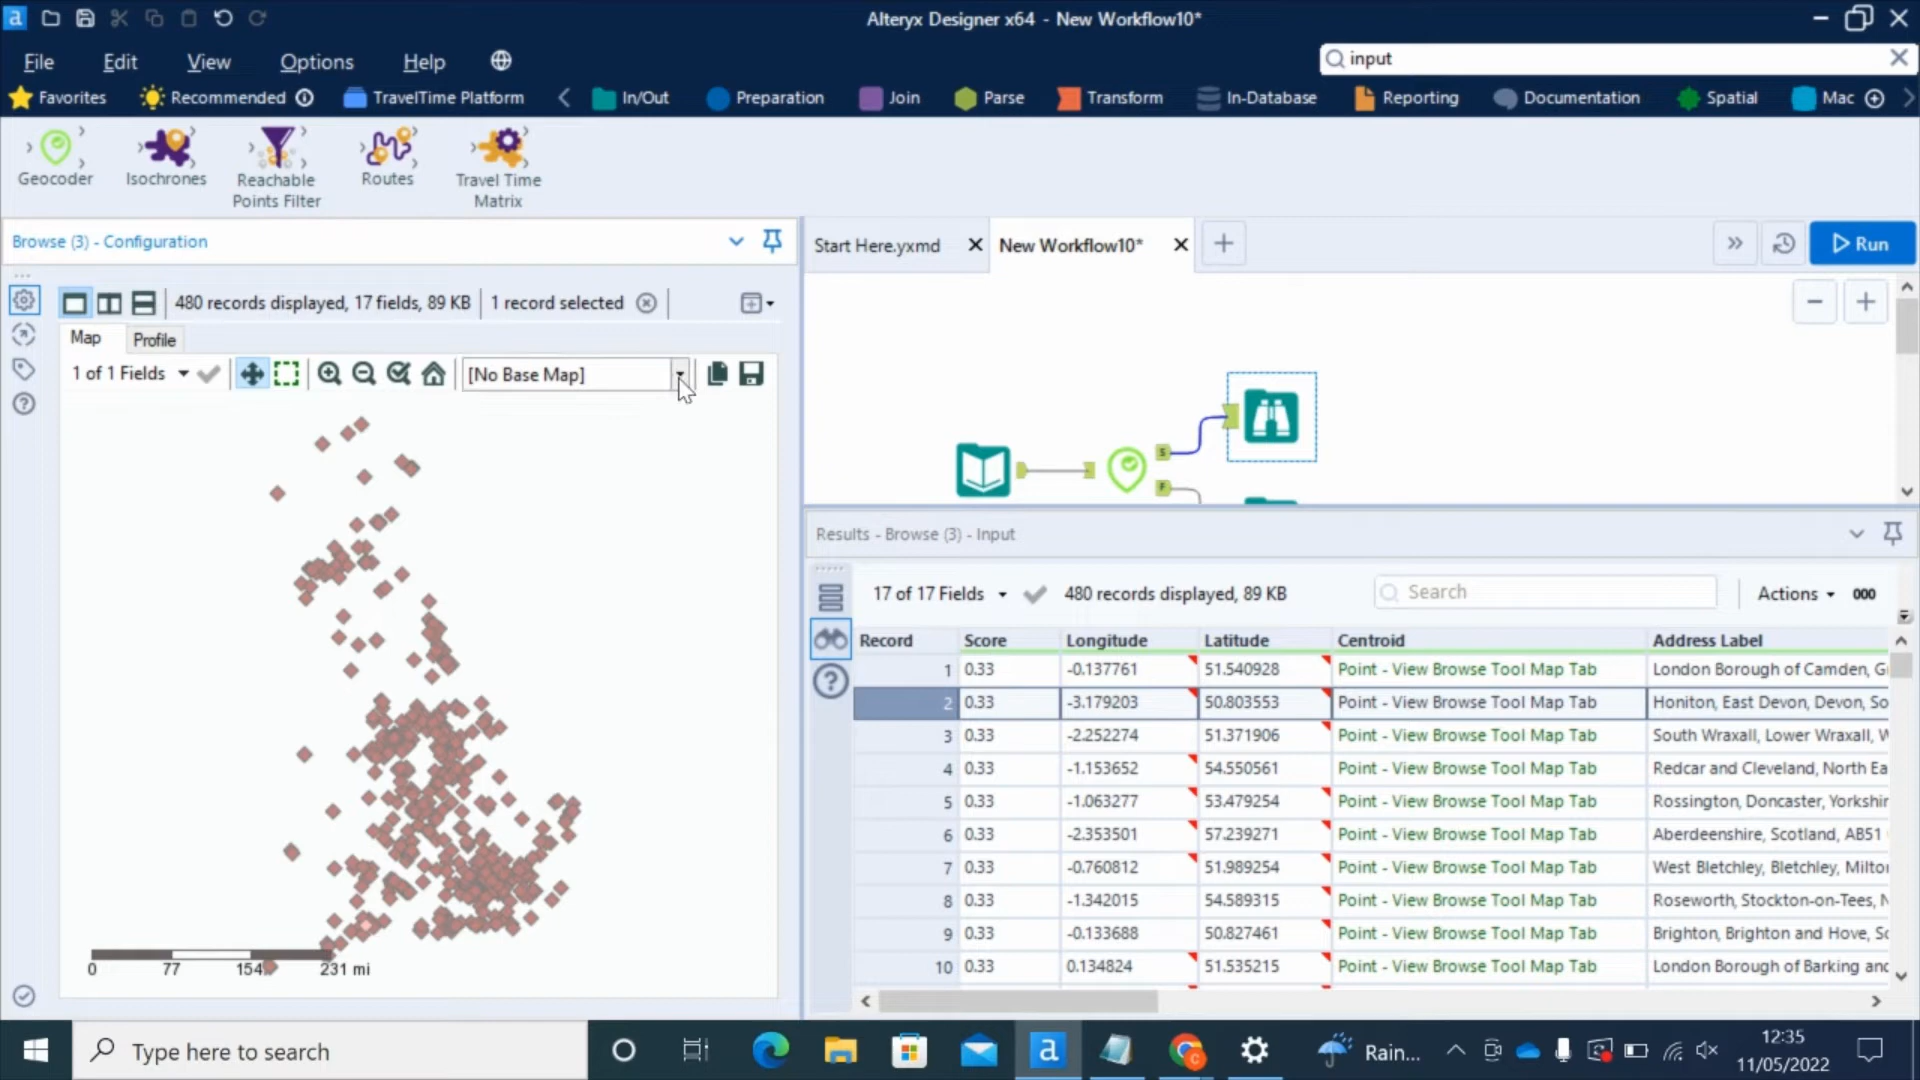 Alteryx Designer x64 - New Workflow10*
File Edit View Options Help
input
Favorites Recommended TravelTime Platform In/Out Preparation Join Parse Transform In-Database Reporting Documentation Spatial Mac
Geocoder Isochrones Reachable Points Filter Routes Travel Time Matrix
Browse (3) - Configuration
Start Here.yxmd New Workflow10* Run
480 records displayed, 17 fields, 89 KB 1 record selected
Map Profile
1 of 1 Fields [No Base Map]
S
F
0 77 154 231 mi
Results - Browse (3) - Input
17 of 17 Fields 480 records displayed, 89 KB Search Actions 000
Record Score Longitude Latitude Centroid Address Label
1 0.33 -0.137761 51.540928 Point - View Browse Tool Map Tab London Borough of Camden, G
2 0.33 -3.179203 50.803553 Point - View Browse Tool Map Tab Honiton, East Devon, Devon, So
3 0.33 -2.252274 51.371906 Point - View Browse Tool Map Tab South Wraxall, Lower Wraxall, W
4 0.33 -1.153652 54.550561 Point - View Browse Tool Map Tab Redcar and Cleveland, North Ea
5 0.33 -1.063277 53.479254 Point - View Browse Tool Map Tab Rossington, Doncaster, Yorkshir
6 0.33 -2.353501 57.239271 Point - View Browse Tool Map Tab Aberdeenshire, Scotland, AB51
7 0.33 -0.760812 51.989254 Point - View Browse Tool Map Tab West Bletchley, Bletchley, Milto
8 0.33 -1.342015 54.589315 Point - View Browse Tool Map Tab Roseworth, Stockton-on-Tees, N
9 0.33 -0.133688 50.827461 Point - View Browse Tool Map Tab Brighton, Brighton and Hove, So
10 0.33 0.134824 51.535215 Point - View Browse Tool Map Tab London Borough of Barking and
Type here to search
Rain...
12:35
11/05/2022